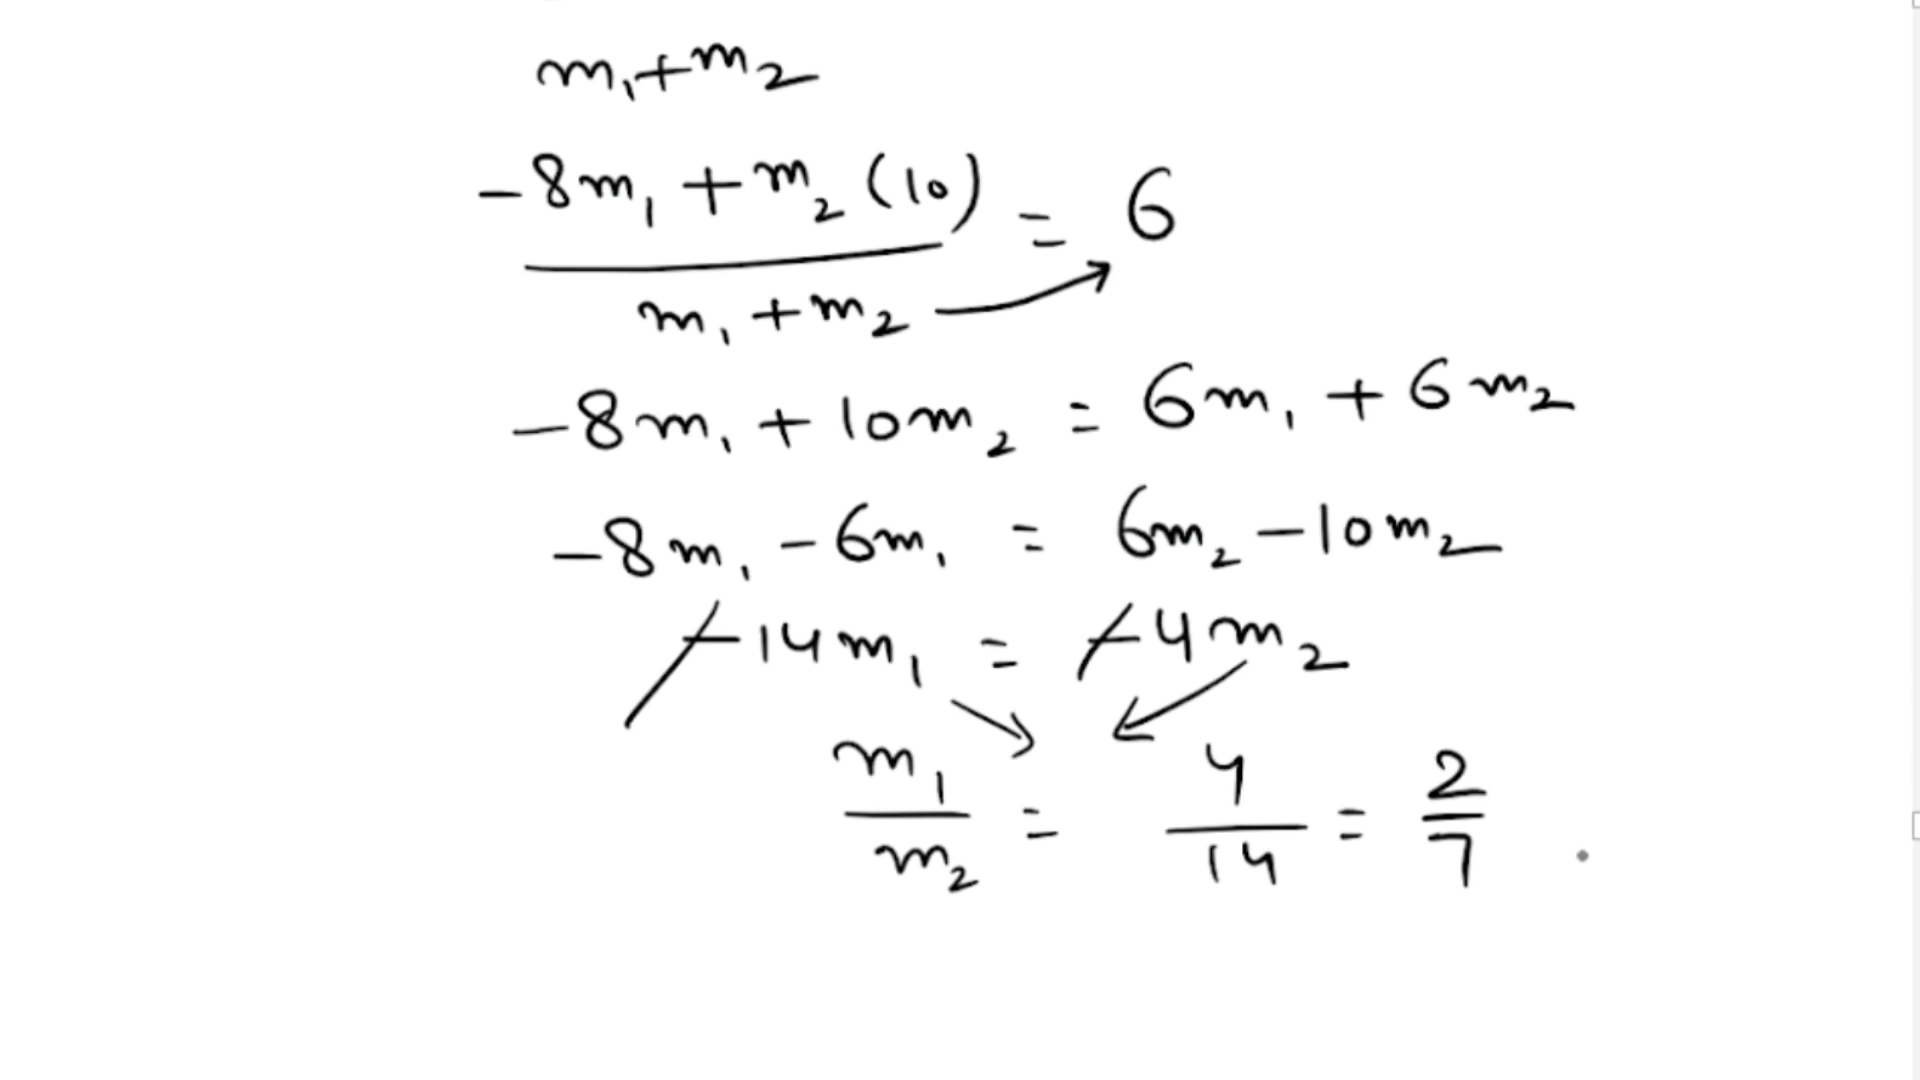 m₁+m₂
-8m₁ + m₂(10) = 6
m₁+m₂
-8m₁ + 10m₂ = 6m₁ + 6m₂
-8m₁ - 6m₁ = 6m₂ - 10m₂
-14m₁ = -4m₂
m₁/m₂ = 4/14 = 2/7